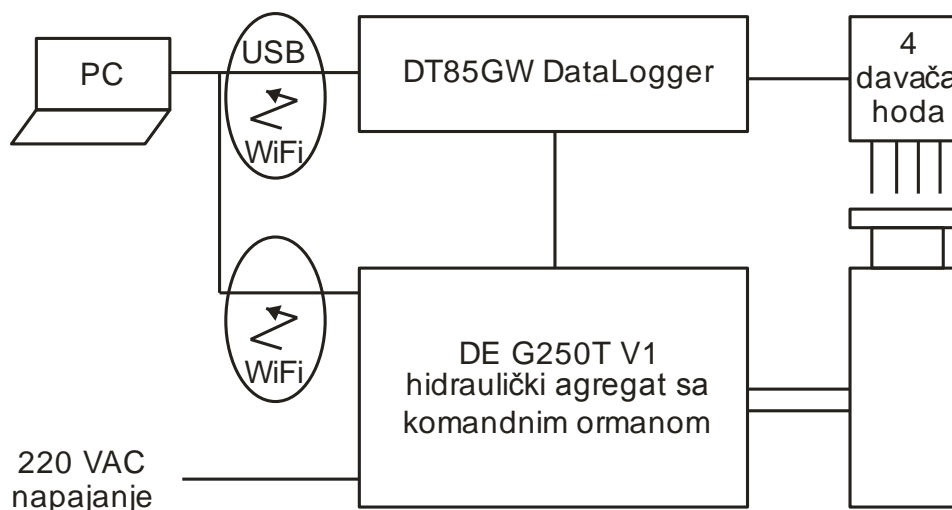 PC
USB
WiFi
DT85GW DataLogger
4
davača
hoda
WiFi
DE G250T V1
hidraulički agregat sa
komandnim ormanom
220 VAC
napajanje